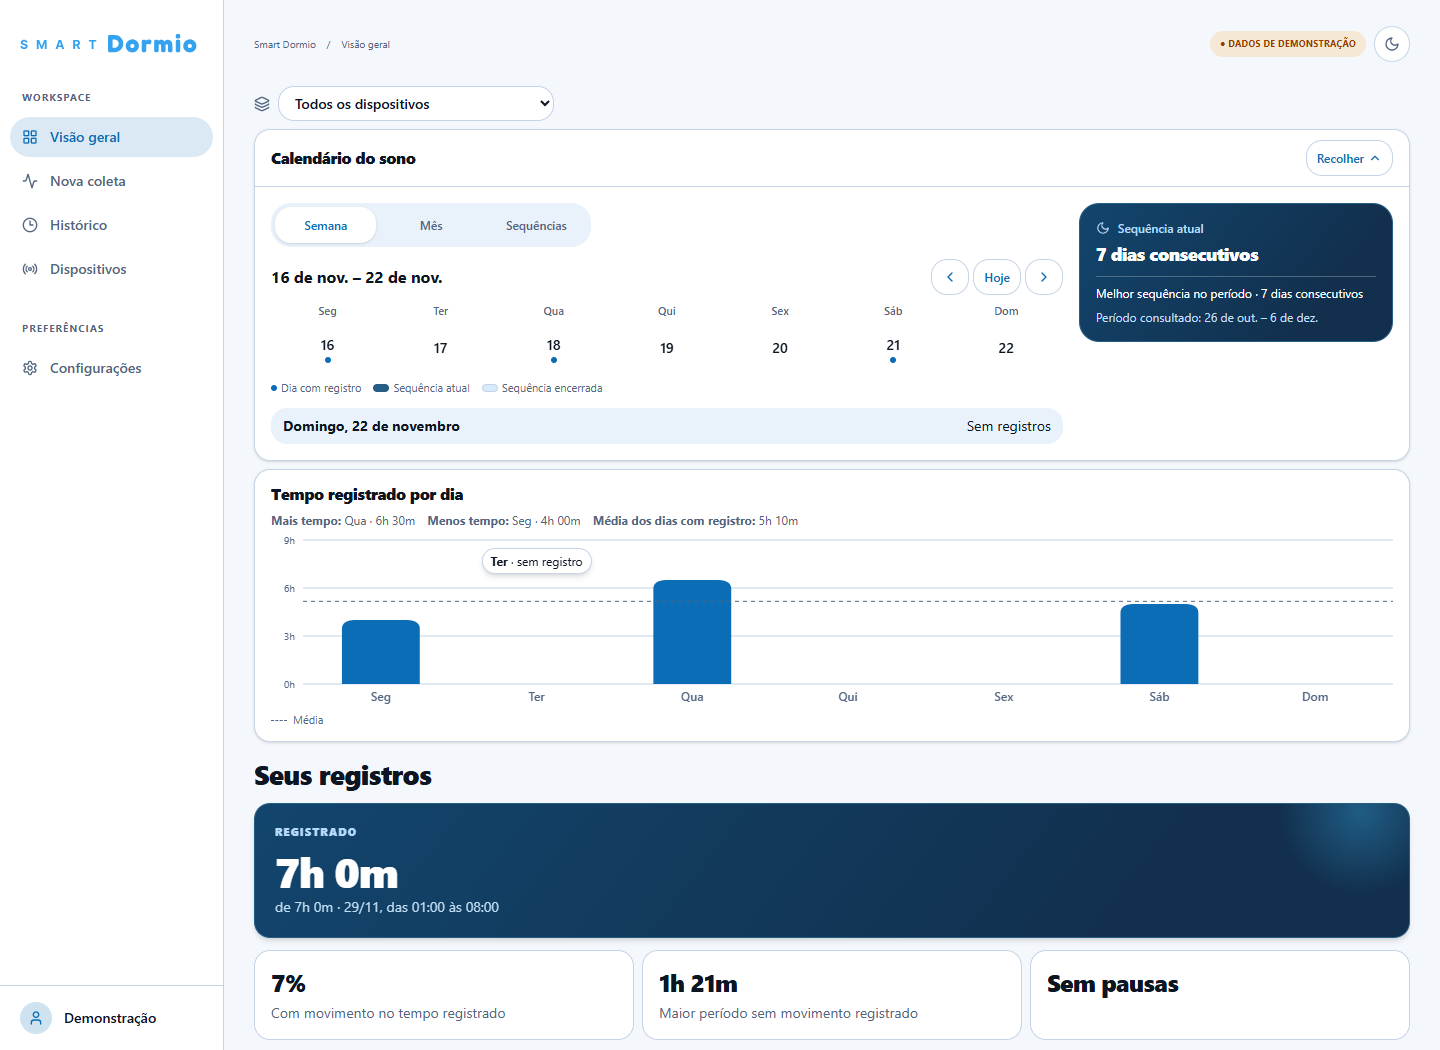 SMART Dormio
WORKSPACE
Visão geral
Nova coleta
Histórico
Dispositivos
PREFERÊNCIAS
Configurações
Demonstração
Smart Dormio / Visão geral
• DADOS DE DEMONSTRAÇÃO
Todos os dispositivos
Calendário do sono
Recolher
Semana Mês Sequências
16 de nov. – 22 de nov.
Hoje
Seg Ter Qua Qui Sex Sáb Dom
16 17 18 19 20 21 22
Dia com registro Sequência atual Sequência encerrada
Domingo, 22 de novembro Sem registros
Sequência atual
7 dias consecutivos
Melhor sequência no período · 7 dias consecutivos
Período consultado: 26 de out. – 6 de dez.
Tempo registrado por dia
Mais tempo: Qua · 6h 30m Menos tempo: Seg · 4h 00m Média dos dias com registro: 5h 10m
9h
Ter · sem registro
6h
3h
0h
Seg Ter Qua Qui Sex Sáb Dom
Média
Seus registros
REGISTRADO
7h 0m
de 7h 0m · 29/11, das 01:00 às 08:00
7%
Com movimento no tempo registrado
1h 21m
Maior período sem movimento registrado
Sem pausas